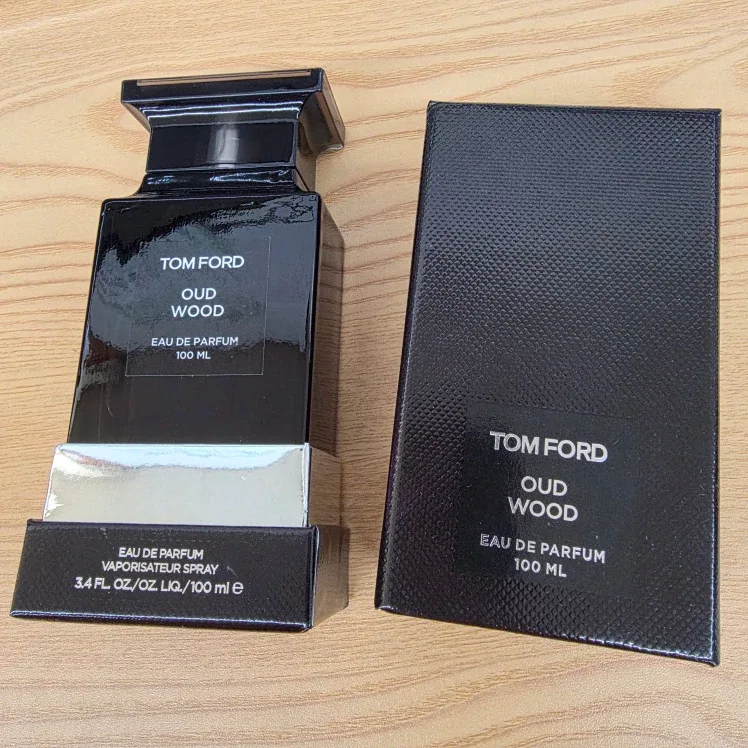 TOM FORD
OUD
WOOD
EAU DE PARFUM
100 ML
EAU DE PARFUM
VAPORISATEUR SPRAY
3.4 FL. OZ./OZ. LIQ./100 ml e
TOM FORD
OUD
WOOD
EAU DE PARFUM
100 ML